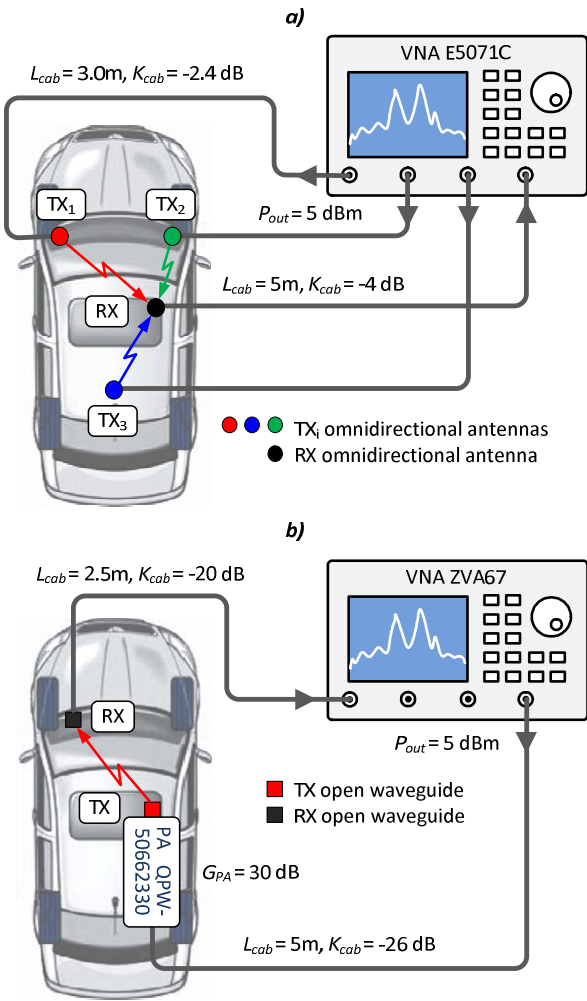 a)
VNA E5071C
Lcab = 3.0m, Kcab = -2.4 dB
TX1
TX2
Pout = 5 dBm
Lcab = 5m, Kcab = -4 dB
RX
TX3
TXi omnidirectional antennas
RX omnidirectional antenna
b)
VNA ZVA67
Lcab = 2.5m, Kcab = -20 dB
RX
Pout = 5 dBm
TX
TX open waveguide
RX open waveguide
PA QPW-
50662330
GPA = 30 dB
Lcab = 5m, Kcab = -26 dB